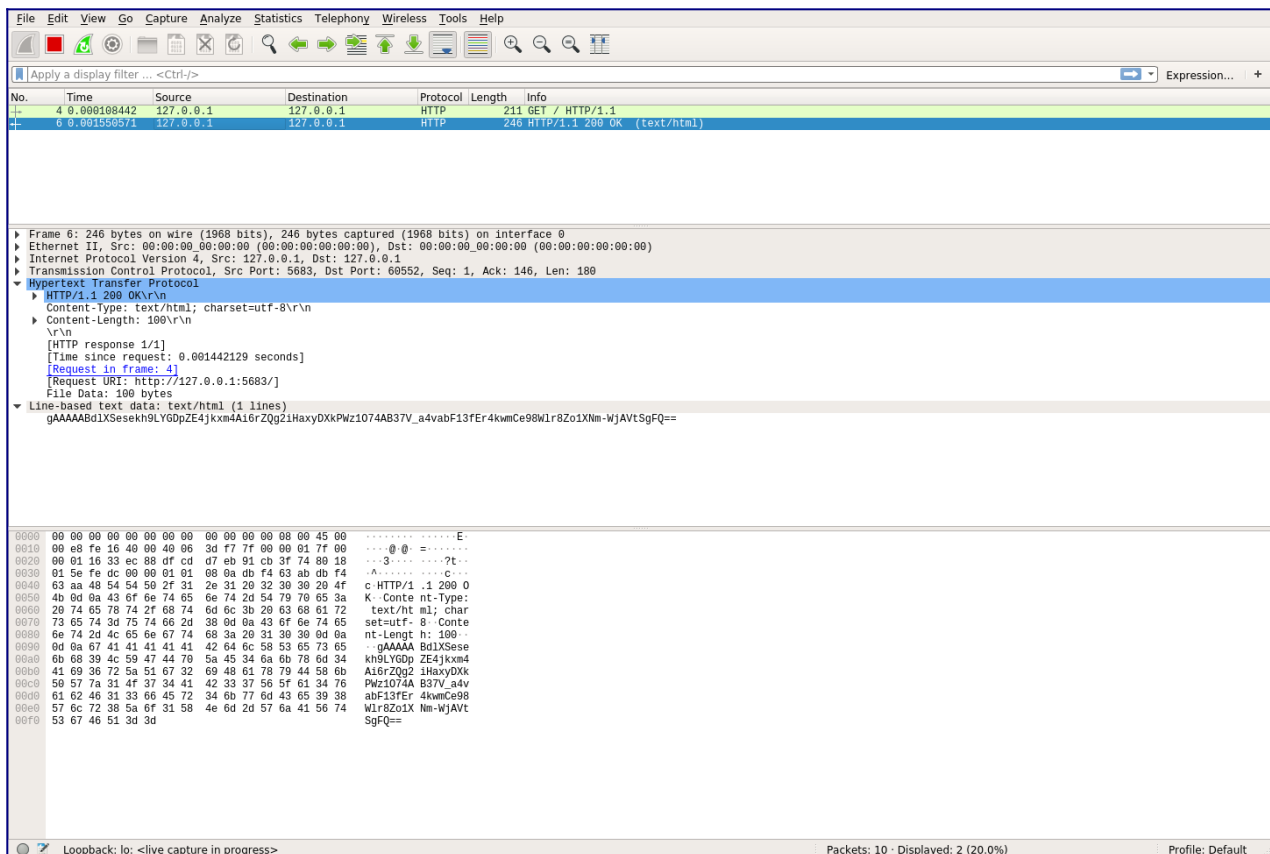 File Edit View Go Capture Analyze Statistics Telephony Wireless Tools Help
Apply a display filter ... <Ctrl-/> Expression... +
No. Time Source Destination Protocol Length Info
4 0.000108442 127.0.0.1 127.0.0.1 HTTP 211 GET / HTTP/1.1
6 0.001550571 127.0.0.1 127.0.0.1 HTTP 246 HTTP/1.1 200 OK (text/html)
Frame 6: 246 bytes on wire (1968 bits), 246 bytes captured (1968 bits) on interface 0
Ethernet II, Src: 00:00:00_00:00:00 (00:00:00:00:00:00), Dst: 00:00:00_00:00:00 (00:00:00:00:00:00)
Internet Protocol Version 4, Src: 127.0.0.1, Dst: 127.0.0.1
Transmission Control Protocol, Src Port: 5683, Dst Port: 60552, Seq: 1, Ack: 146, Len: 180
Hypertext Transfer Protocol
HTTP/1.1 200 OK\r\n
Content-Type: text/html; charset=utf-8\r\n
Content-Length: 100\r\n
\r\n
[HTTP response 1/1]
[Time since request: 0.001442129 seconds]
[Request in frame: 4]
[Request URI: http://127.0.0.1:5683/]
File Data: 100 bytes
Line-based text data: text/html (1 lines)
gAAAAABdlXSesekh9LYGDpZE4jkxm4Ai6rZQg2iHaxyDXkPWz1O74AB37V_a4vabF13fEr4kwmCe98Wlr8Zo1XNm-WjAVtSgFQ==
0000 00 00 00 00 00 00 00 00 00 00 00 00 08 00 45 00 ········ ······E·
0010 00 e8 fe 16 40 00 40 06 3d f7 7f 00 00 01 7f 00 ····@·@· =·······
0020 00 01 16 33 ec 88 df cd d7 eb 91 cb 3f 74 80 18 ···3···· ····?t··
0030 01 5e fe dc 00 00 01 01 08 0a db f4 63 ab db f4 ·^······ ····c···
0040 63 aa 48 54 54 50 2f 31 2e 31 20 32 30 30 20 4f c·HTTP/1 .1 200 O
0050 4b 0d 0a 43 6f 6e 74 65 6e 74 2d 54 79 70 65 3a K··Conte nt-Type:
0060 20 74 65 78 74 2f 68 74 6d 6c 3b 20 63 68 61 72 text/ht ml; char
0070 73 65 74 3d 75 74 66 2d 38 0d 0a 43 6f 6e 74 65 set=utf- 8··Conte
0080 6e 74 2d 4c 65 6e 67 74 68 3a 20 31 30 30 0d 0a nt-Lengt h: 100··
0090 0d 0a 67 41 41 41 41 41 42 64 6c 58 53 65 73 65 ··gAAAAA BdlXSese
00a0 6b 68 39 4c 59 47 44 70 5a 45 34 6a 6b 78 6d 34 kh9LYGDp ZE4jkxm4
00b0 41 69 36 72 5a 51 67 32 69 48 61 78 79 44 58 6b Ai6rZQg2 iHaxyDXk
00c0 50 57 7a 31 4f 37 34 41 42 33 37 56 5f 61 34 76 PWz1O74A B37V_a4v
00d0 61 62 46 31 33 66 45 72 34 6b 77 6d 43 65 39 38 abF13fEr 4kwmCe98
00e0 57 6c 72 38 5a 6f 31 58 4e 6d 2d 57 6a 41 56 74 Wlr8Zo1X Nm-WjAVt
00f0 53 67 46 51 3d 3d SgFQ==
Loopback: lo: <live capture in progress> Packets: 10 · Displayed: 2 (20.0%) Profile: Default